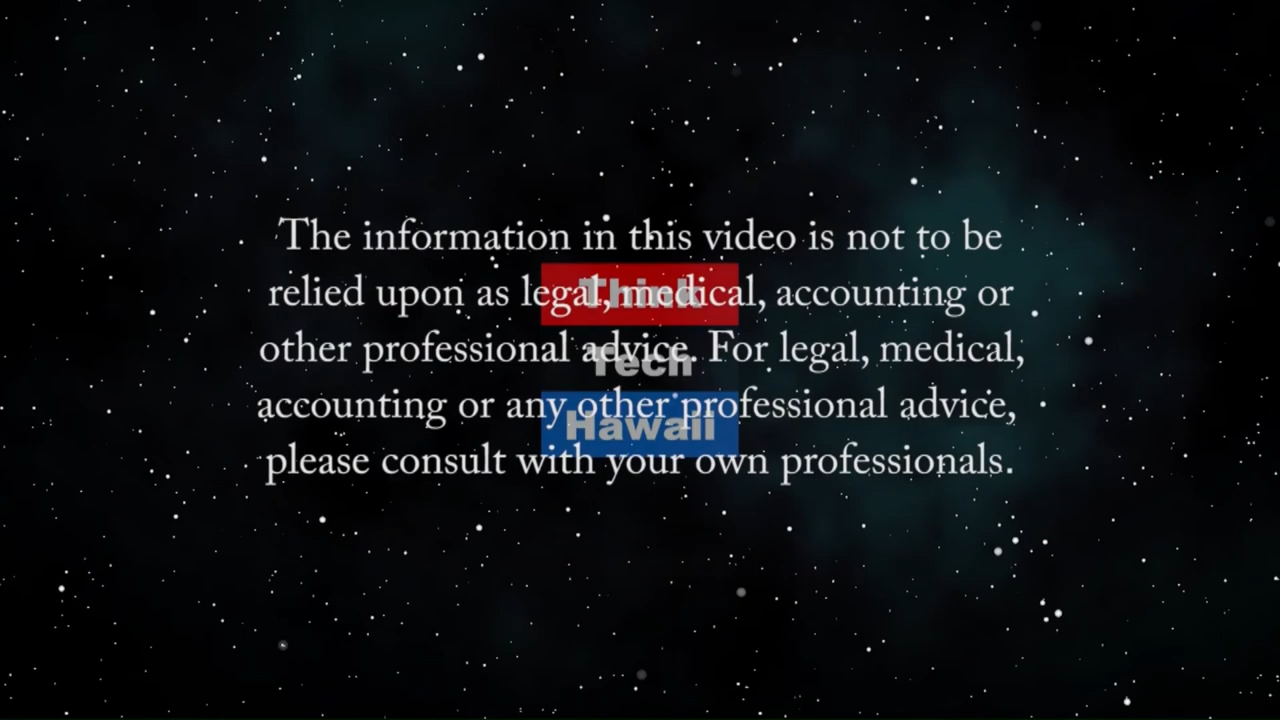 The information in this video is not to be
relied upon as legal, medical, accounting or
other professional advice. For legal, medical,
accounting or any other professional advice,
please consult with your own professionals.
Think
Tech
Hawaii